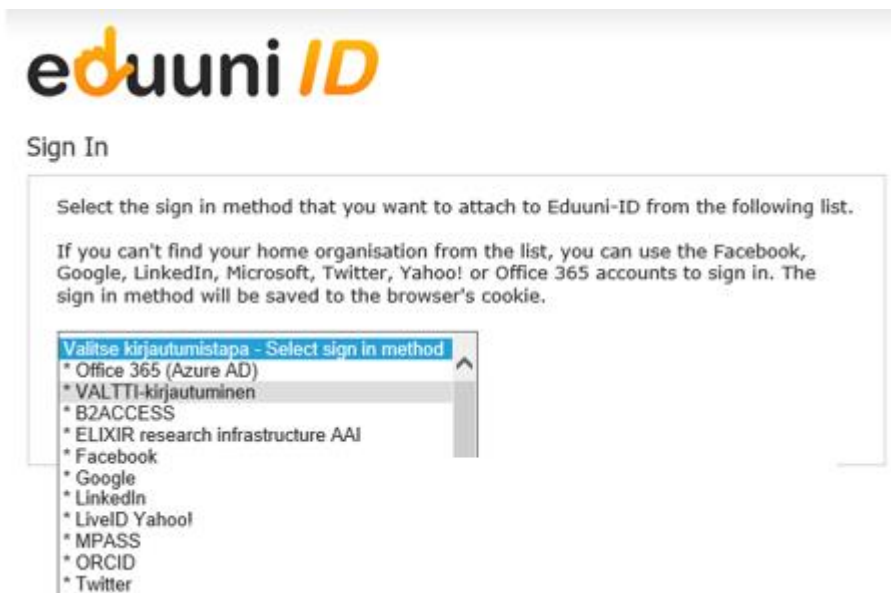 eduuni ID
Sign In
Select the sign in method that you want to attach to Eduuni-ID from the following list.
If you can't find your home organisation from the list, you can use the Facebook,
Google, LinkedIn, Microsoft, Twitter, Yahoo! or Office 365 accounts to sign in. The
sign in method will be saved to the browser's cookie.
Valitse kirjautumistapa - Select sign in method
* Office 365 (Azure AD)
* VALTTI-kirjautuminen
* B2ACCESS
* ELIXIR research infrastructure AAI
* Facebook
* Google
* LinkedIn
* LiveID Yahoo!
* MPASS
* ORCID
* Twitter